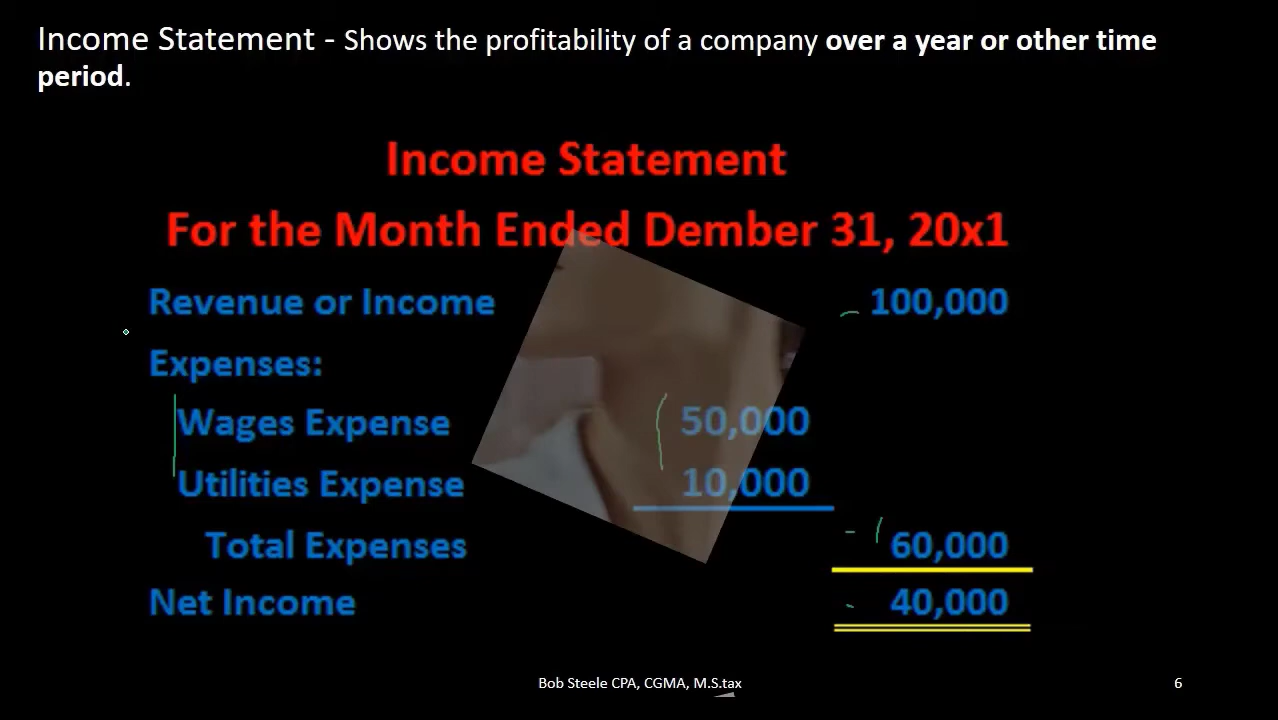 Income Statement - Shows the profitability of a company over a year or other time
period.
Income Statement
For the Month Ended Dember 31, 20x1
Revenue or Income 100,000
Expenses:
Wages Expense 50,000
Utilities Expense 10,000
Total Expenses 60,000
Net Income 40,000
Bob Steele CPA, CGMA, M.S.tax 6